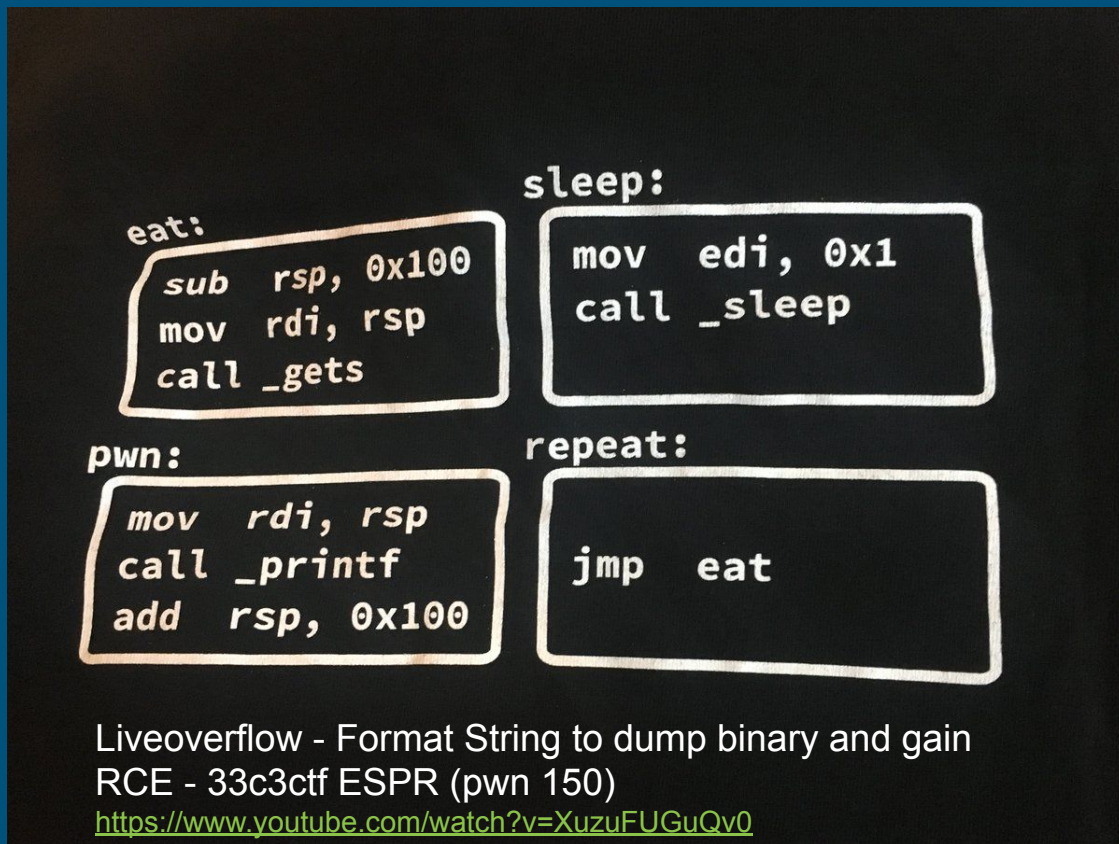 eat:
sub rsp, 0x100
mov rdi, rsp
call _gets
sleep:
mov edi, 0x1
call _sleep
pwn:
mov rdi, rsp
call _printf
add rsp, 0x100
repeat:
jmp eat
Liveoverflow - Format String to dump binary and gain
RCE - 33c3ctf ESPR (pwn 150)
https://www.youtube.com/watch?v=XuzuFUGuQv0